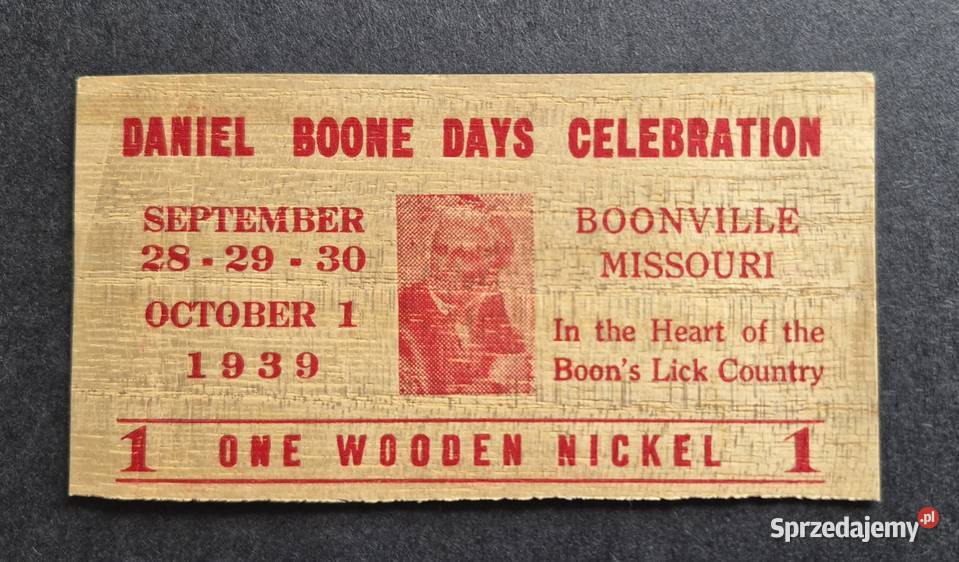 DANIEL BOONE DAYS CELEBRATION
SEPTEMBER
28 - 29 - 30
OCTOBER 1
1939
BOONVILLE
MISSOURI
In the Heart of the
Boon's Lick Country
1 ONE WOODEN NICKEL 1
Sprzedajemy.pl